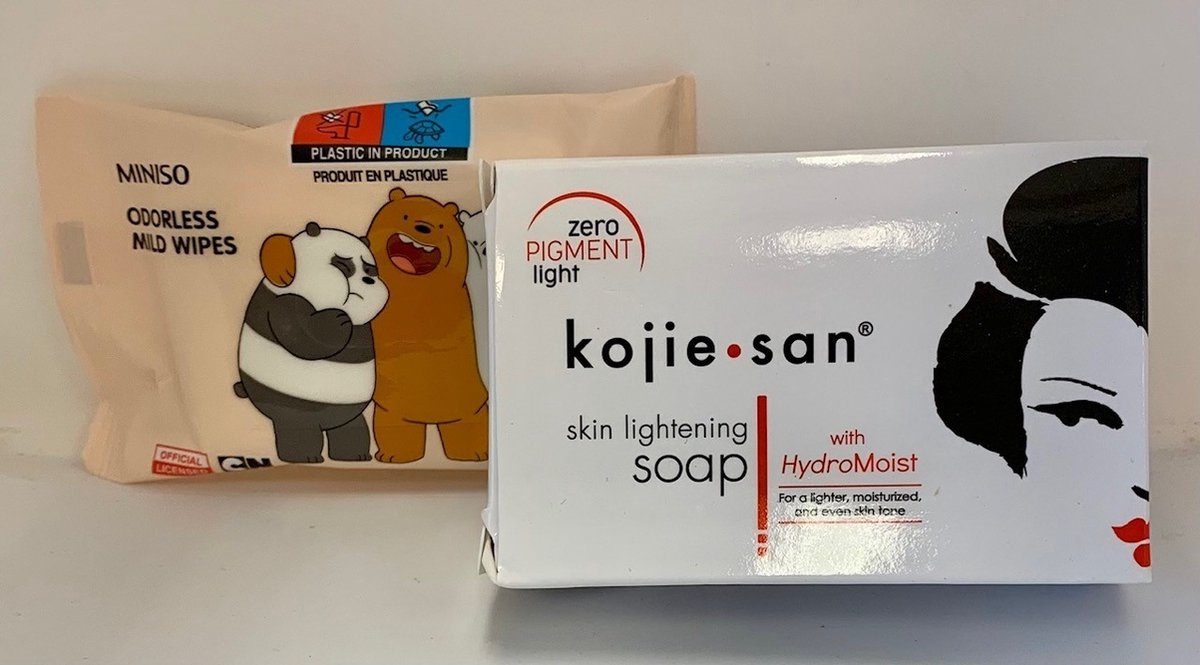 PLASTIC IN PRODUCT
PRODUIT EN PLASTIQUE
MINISO
ODORLESS
MILD WIPES
OFFICIAL
LICENSED
CN
zero
PIGMENT
light
kojie•san®
skin lightening
soap
with
HydroMoist
For a lighter, moisturized,
and even skin tone